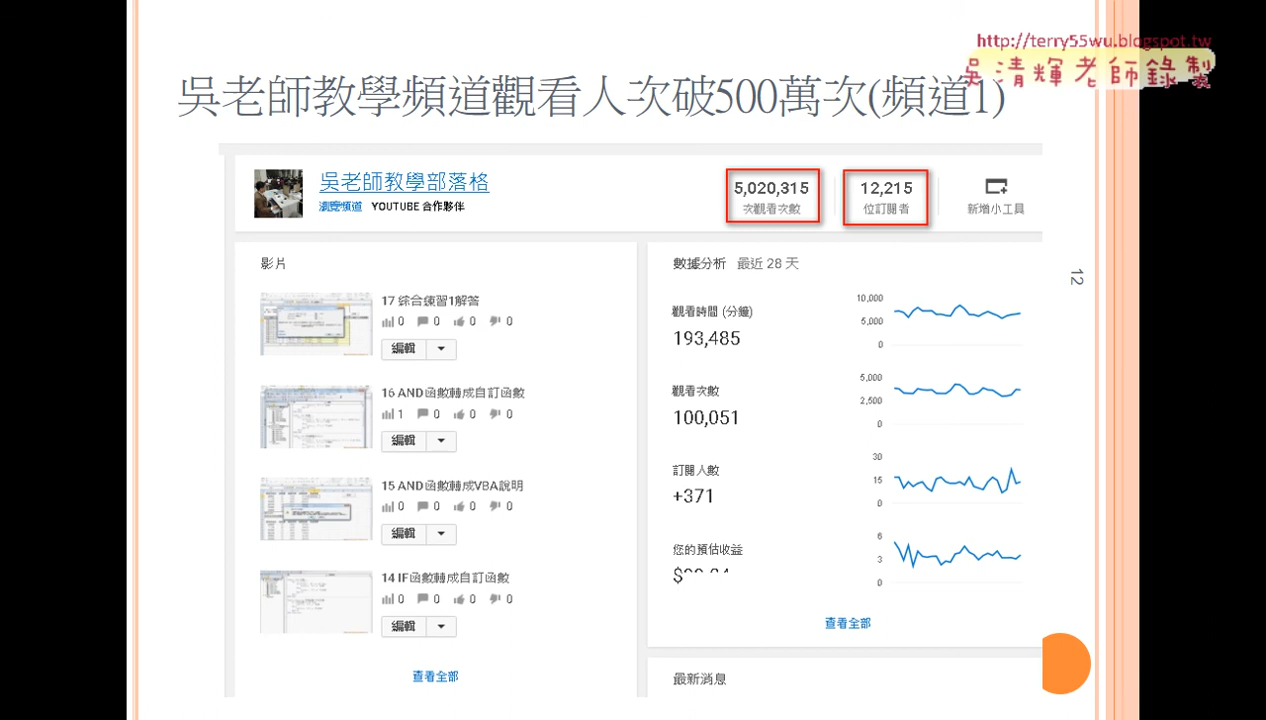 http://terry55wu.blogspot.tw
吳清輝老師錄製
吳老師教學頻道觀看人次破500萬次(頻道1)
吳老師教學部落格
瀏覽頻道 YOUTUBE 合作夥伴
5,020,315
次觀看次數
12,215
位訂閱者
新增小工具
12
影片
17 綜合練習1解答
0 0 0 0
編輯
16 AND函數轉成自訂函數
1 0 0 0
編輯
15 AND函數轉成VBA說明
0 0 0 0
編輯
14 IF函數轉成自訂函數
0 0 0 0
編輯
查看全部
數據分析 最近 28 天
觀看時間 (分鐘)
193,485
10,000
5,000
0
觀看次數
100,051
5,000
2,500
0
訂閱人數
+371
30
15
0
您的預估收益
$
6
3
0
查看全部
最新消息